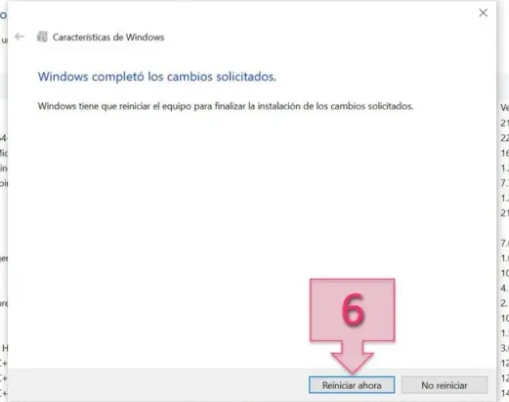 Características de Windows
Windows completó los cambios solicitados.
Windows tiene que reiniciar el equipo para finalizar la instalación de los cambios solicitados.
6
Reiniciar ahora
No reiniciar